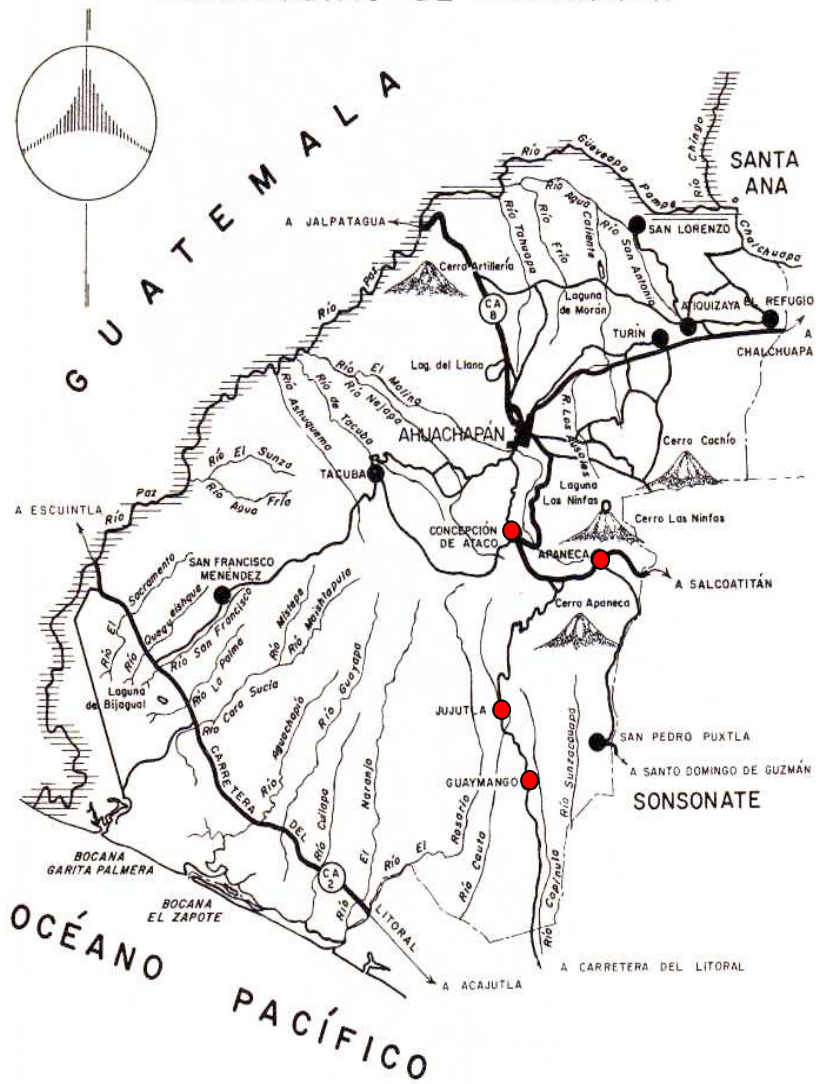 GUATEMALA
SANTA
ANA
Río Chingo
Río Güeveapa Pampe
Chalchuapa
A JALPATAGUA
Río Agua Caliente
Río Tahuapa
Río Frío
Río San Antonio
SAN LORENZO
Cerro Artillería
Río Paz
CA
8
Laguna
de Morán
ATIQUIZAYA
EL REFUGIO
TURÍN
A
CHALCHUAPA
Lag. del Llano
Río El Molino
Río Nejapa
Río de Tacuba
Río Ashuquema
AHUACHAPÁN
R. Los Ausoles
Cerro Cachío
Río El Sunza
TACUBA
Río Agua Fría
Río Paz
Laguna
Las Ninfas
Cerro Las Ninfas
A ESCUINTLA
CONCEPCIÓN
DE ATACO
APANECA
SAN FRANCISCO
MENÉNDEZ
A SALCOATITÁN
Cerro Apaneca
Río El Sacramento
Río Quequeishque
Río San Francisco
Río Mistepe
Río Maishtapula
Río La Palma
Río Cara Sucia
Laguna
de Bijagual
Río Aguachapío
Río Guayapa
JUJUTLA
SAN PEDRO PUXTLA
A SANTO DOMINGO DE GUZMÁN
GUAYMANGO
SONSONATE
Río Sunzacuapa
CARRETERA DEL LITORAL
Río Cuilapa
Río El Naranjo
Río El Rosario
Río Cauta
Río Copinula
CA
2
BOCANA
GARITA PALMERA
BOCANA
EL ZAPOTE
A CARRETERA DEL LITORAL
A ACAJUTLA
OCÉANO PACÍFICO